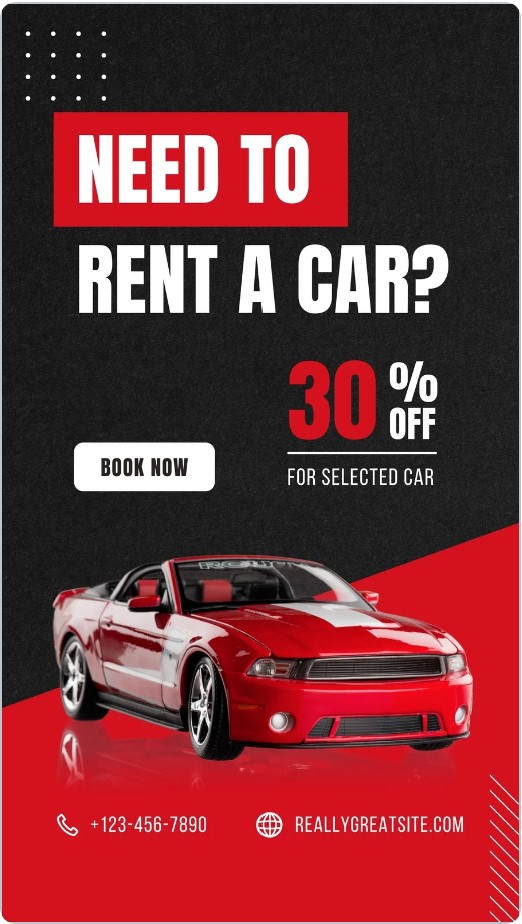 NEED TO
RENT A CAR?
30 % OFF
FOR SELECTED CAR
BOOK NOW
+123-456-7890
REALLYGREATSITE.COM